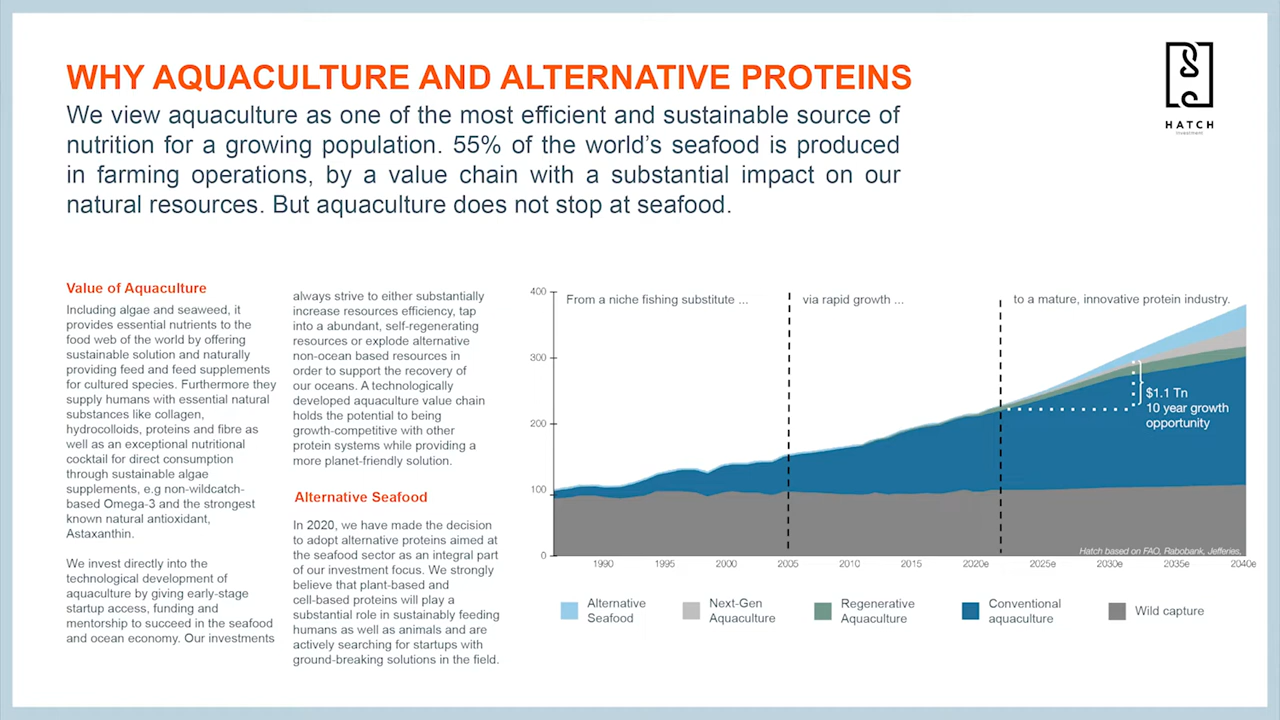 WHY AQUACULTURE AND ALTERNATIVE PROTEINS
We view aquaculture as one of the most efficient and sustainable source of
nutrition for a growing population. 55% of the world's seafood is produced
in farming operations, by a value chain with a substantial impact on our
natural resources. But aquaculture does not stop at seafood.
HATCH
Investment
Value of Aquaculture
Including algae and seaweed, it
provides essential nutrients to the
food web of the world by offering
sustainable solution and naturally
providing feed and feed supplements
for cultured species. Furthermore they
supply humans with essential natural
substances like collagen,
hydrocolloids, proteins and fibre as
well as an exceptional nutritional
cocktail for direct consumption
through sustainable algae
supplements, e.g non-wildcatch-
based Omega-3 and the strongest
known natural antioxidant,
Astaxanthin.
We invest directly into the
technological development of
aquaculture by giving early-stage
startup access, funding and
mentorship to succeed in the seafood
and ocean economy. Our investments
always strive to either substantially
increase resources efficiency, tap
into a abundant, self-regenerating
resources or explode alternative
non-ocean based resources in
order to support the recovery of
our oceans. A technologically
developed aquaculture value chain
holds the potential to being
growth-competitive with other
protein systems while providing a
more planet-friendly solution.
Alternative Seafood
In 2020, we have made the decision
to adopt alternative proteins aimed at
the seafood sector as an integral part
of our investment focus. We strongly
believe that plant-based and
cell-based proteins will play a
substantial role in sustainably feeding
humans as well as animals and are
actively searching for startups with
ground-breaking solutions in the field.
400
300
200
100
0
From a niche fishing substitute ...
via rapid growth ...
to a mature, innovative protein industry.
$1.1 Tn
10 year growth
opportunity
Hatch based on FAO, Rabobank, Jefferies,
1990 1995 2000 2005 2010 2015 2020e 2025e 2030e 2035e 2040e
Alternative
Seafood
Next-Gen
Aquaculture
Regenerative
Aquaculture
Conventional
aquaculture
Wild capture